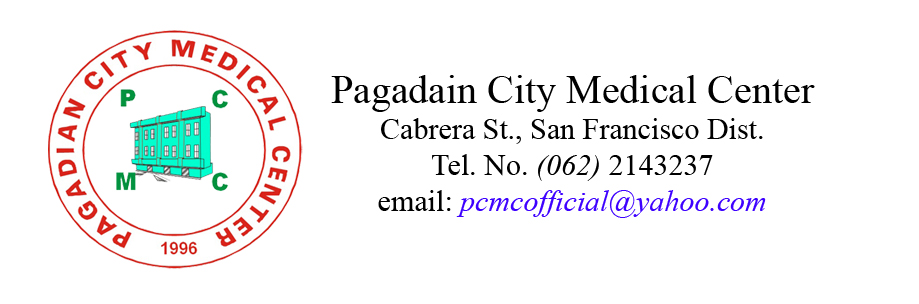 PAGADIAN CITY MEDICAL CENTER
P C
M C
1996
Pagadain City Medical Center
Cabrera St., San Francisco Dist.
Tel. No. (062) 2143237
email: pcmcofficial@yahoo.com